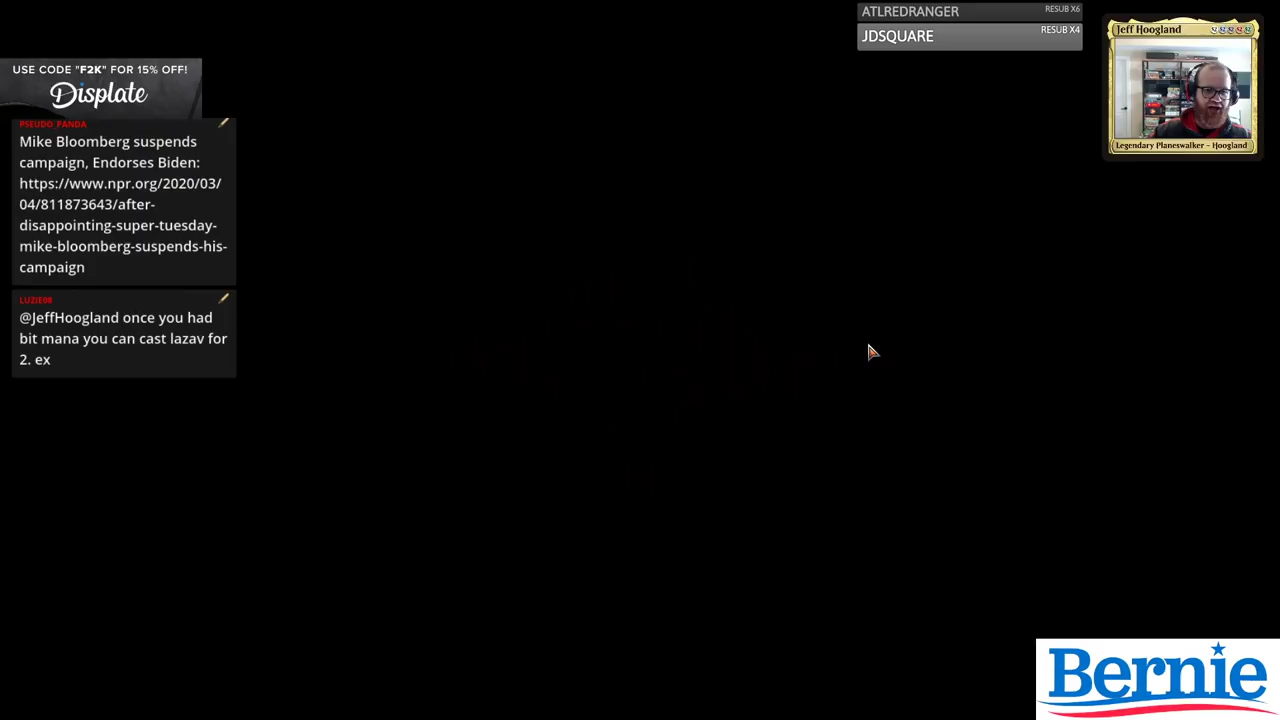 ATLREDRANGER RESUB X6
JDSQUARE RESUB X4
Jeff Hoogland
Legendary Planeswalker - Hoogland
USE CODE "F2K" FOR 15% OFF!
Displate
PSEUDO_PANDA
Mike Bloomberg suspends
campaign, Endorses Biden:
https://www.npr.org/2020/03/
04/811873643/after-
disappointing-super-tuesday-
mike-bloomberg-suspends-his-
campaign
LUZIE08
@JeffHoogland once you had
bit mana you can cast lazav for
2. ex
Bernie